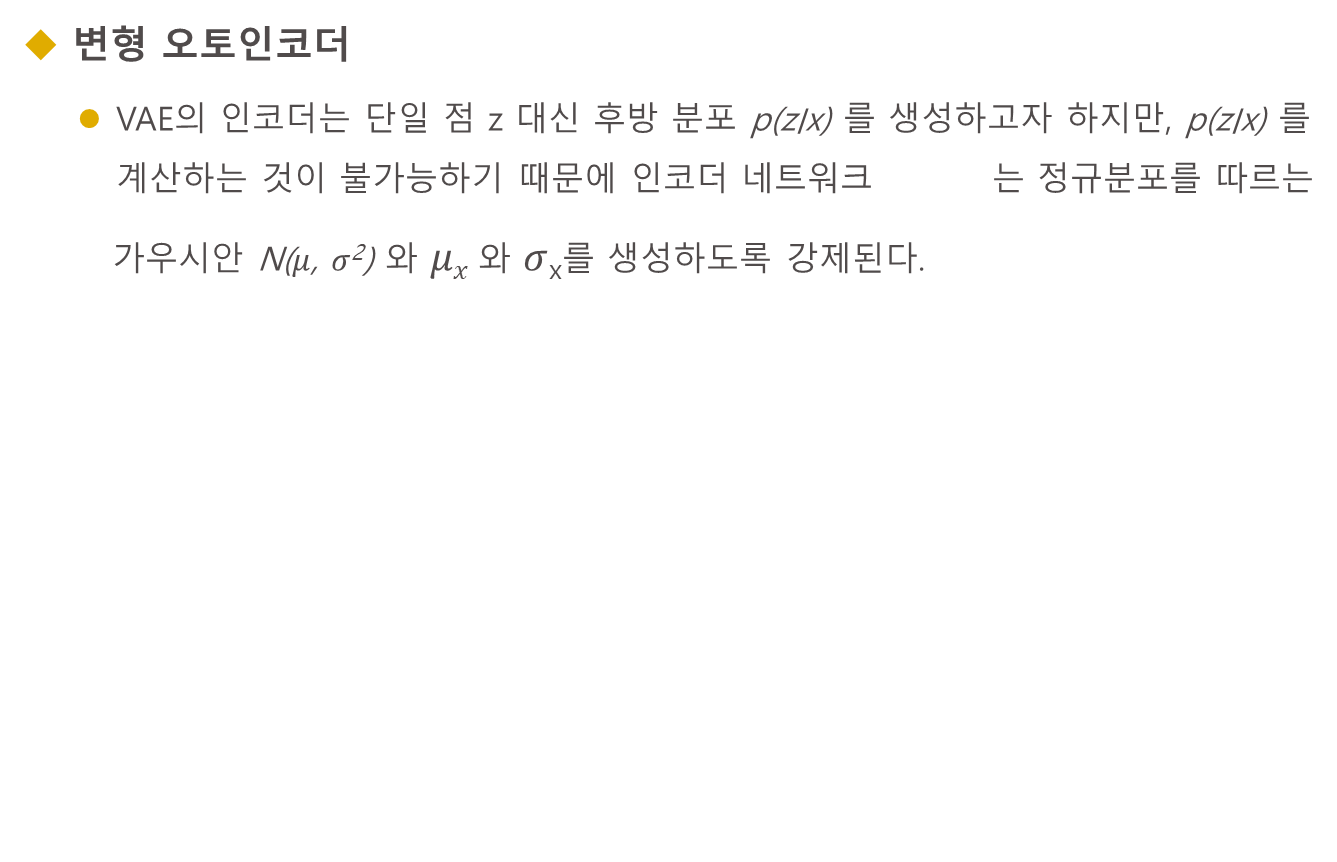 변형 오토인코더
VAE의 인코더는 단일 점 z 대신 후방 분포 p(z|x) 를 생성하고자 하지만, p(z|x) 를
계산하는 것이 불가능하기 때문에 인코더 네트워크 는 정규분포를 따르는
가우시안 N(μ, σ²) 와 μₓ 와 σₓ를 생성하도록 강제된다.